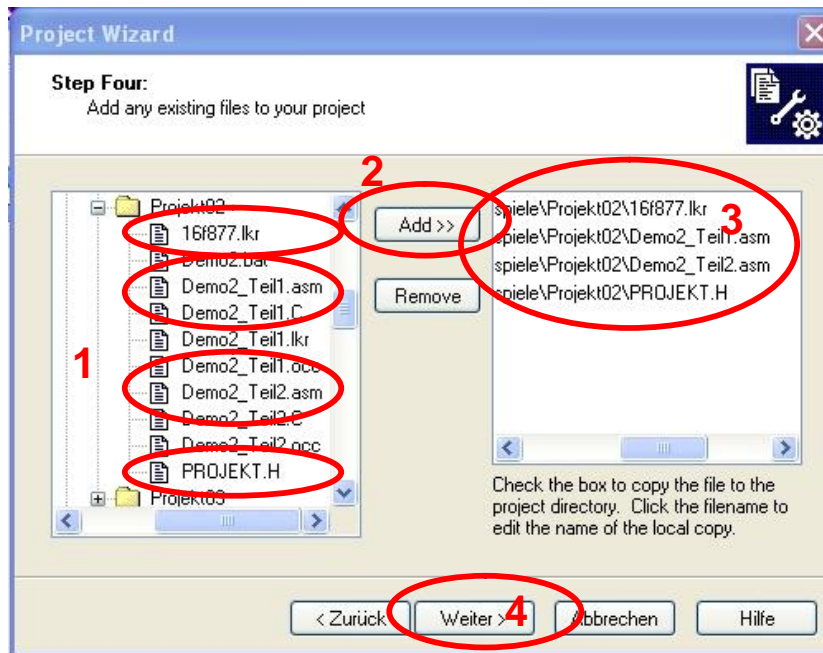 Project Wizard
Step Four:
Add any existing files to your project
2
Projekt02
16f877.lkr
Demo2.bat
Demo2_Teil1.asm
Demo2_Teil1.C
Demo2_Teil1.lkr
Demo2_Teil1.occ
1
Demo2_Teil2.asm
Demo2_Teil2.C
Demo2_Teil2.occ
PROJEKT.H
Projekt03
Add >>
Remove
spiele\Projekt02\16f877.lkr
3
spiele\Projekt02\Demo2_Teil1.asm
spiele\Projekt02\Demo2_Teil2.asm
spiele\Projekt02\PROJEKT.H
Check the box to copy the file to the
project directory. Click the filename to
edit the name of the local copy.
< Zurück Weiter > 4 Abbrechen Hilfe